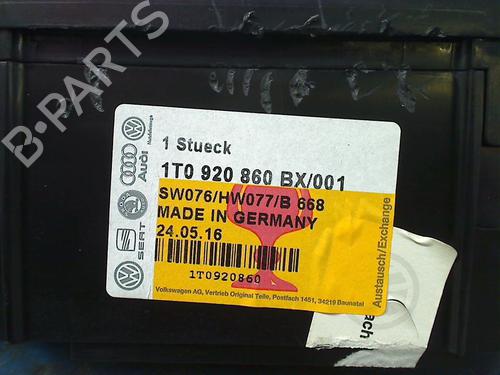 B-PARTS
1 Stueck
1T0 920 860 BX/001
SW076/HW077/B 668
MADE IN GERMANY
24.05.16
1T0920860
Volkswagen AG, Vertrieb Original Teile, Postfach 1451, 34219 Baunatal
Audi
SEAT
Austausch/Exchange
ach